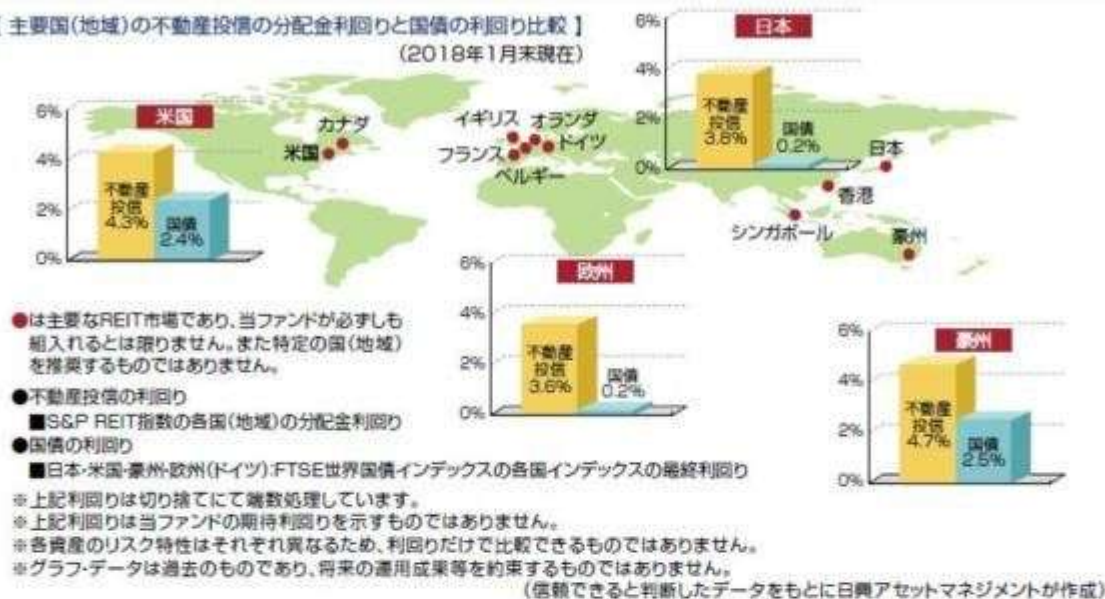 【 主要国(地域)の不動産投信の分配金利回りと国債の利回り比較 】
(2018年1月末現在)
米国
6%
4%
2%
0%
不動産
投信
4.3%
国債
2.4%
日本
6%
4%
2%
0%
不動産
投信
3.8%
国債
0.2%
カナダ
米国
イギリス
オランダ
フランス
ドイツ
ベルギー
日本
香港
シンガポール
豪州
欧州
6%
4%
2%
0%
不動産
投信
3.6%
国債
0.2%
豪州
6%
4%
2%
0%
不動産
投信
4.7%
国債
2.5%
●は主要なREIT市場であり、当ファンドが必ずしも
組入れるとは限りません。また特定の国(地域)
を推奨するものではありません。
●不動産投信の利回り
■S&P REIT指数の各国(地域)の分配金利回り
●国債の利回り
■日本・米国・豪州・欧州(ドイツ):FTSE世界国債インデックスの各国インデックスの最終利回り
※上記利回りは切り捨てにて端数処理しています。
※上記利回りは当ファンドの期待利回りを示すものではありません。
※各資産のリスク特性はそれぞれ異なるため、利回りだけで比較できるものではありません。
※グラフ・データは過去のものであり、将来の運用成果等を約束するものではありません。
(信頼できると判断したデータをもとに日興アセットマネジメントが作成)